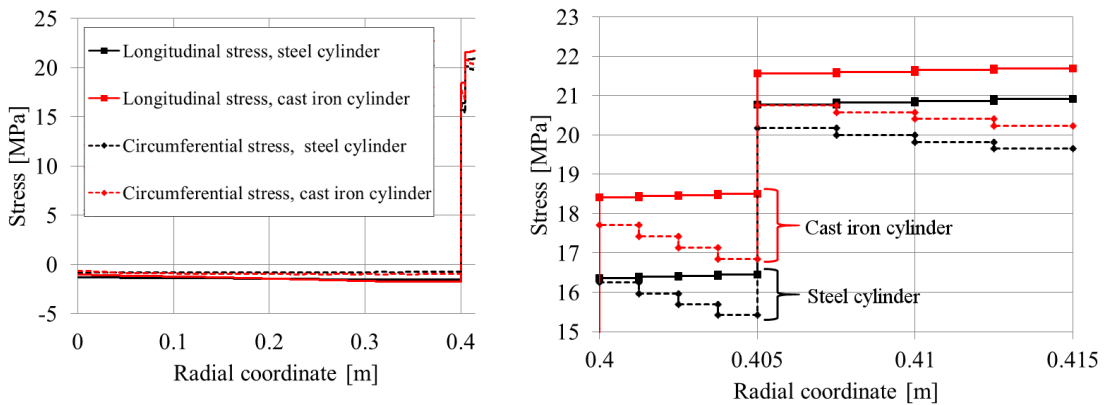 25
20
15
10
5
0
-5
Stress [MPa]
Longitudinal stress, steel cylinder
Longitudinal stress, cast iron cylinder
Circumferential stress, steel cylinder
Circumferential stress, cast iron cylinder
0 0.1 0.2 0.3 0.4
Radial coordinate [m]
23
22
21
20
19
18
17
16
15
Stress [MPa]
Cast iron cylinder
Steel cylinder
0.4 0.405 0.41 0.415
Radial coordinate [m]